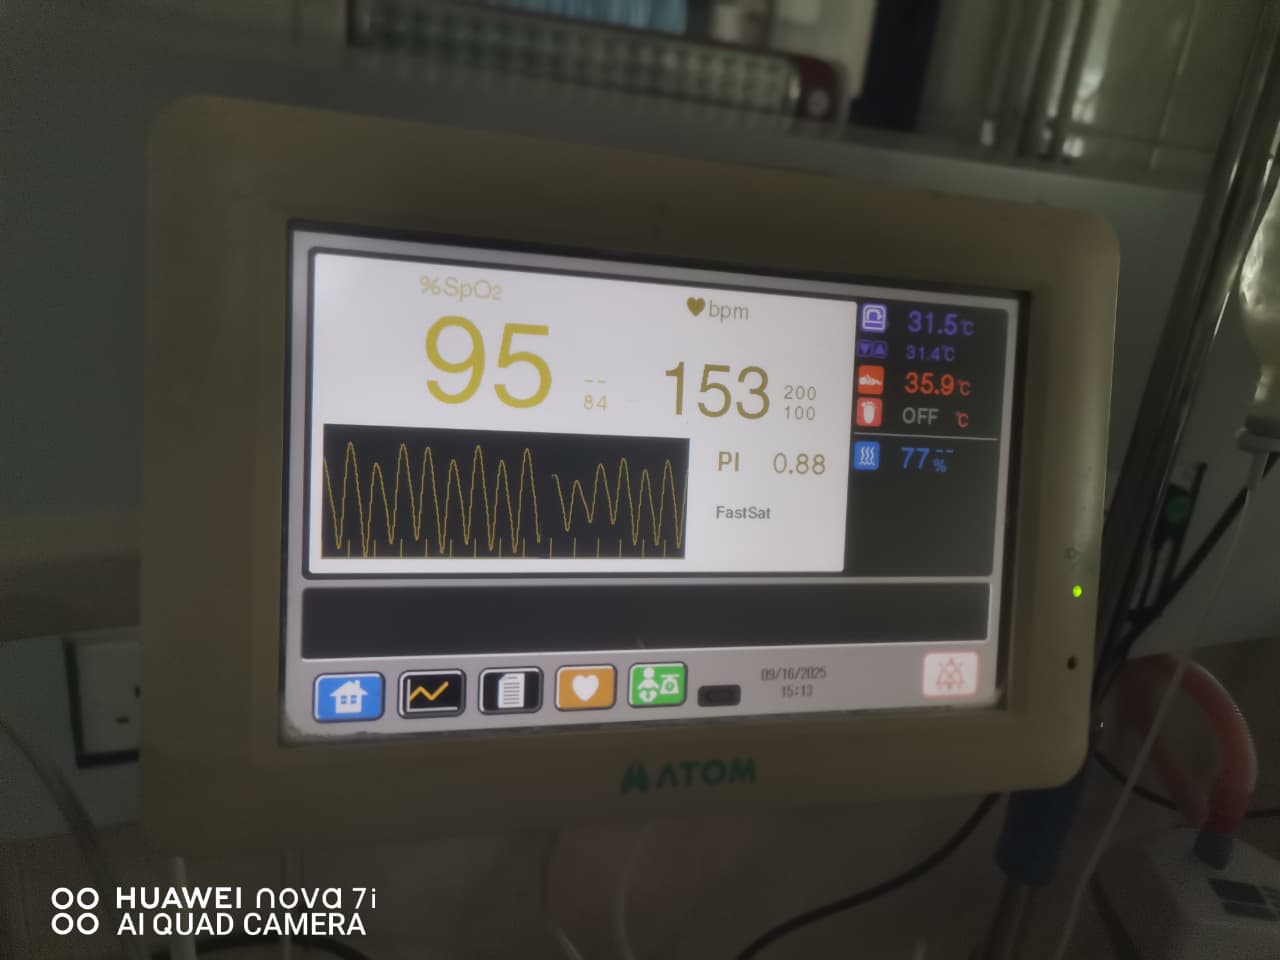 %SpO2
95
--
84
bpm
153
200
100
PI 0.88
FastSat
31.5°C
31.4°C
35.9°C
OFF °C
77%
--
09/16/2025
15:13
ATOM
HUAWEI nova 7i
AI QUAD CAMERA